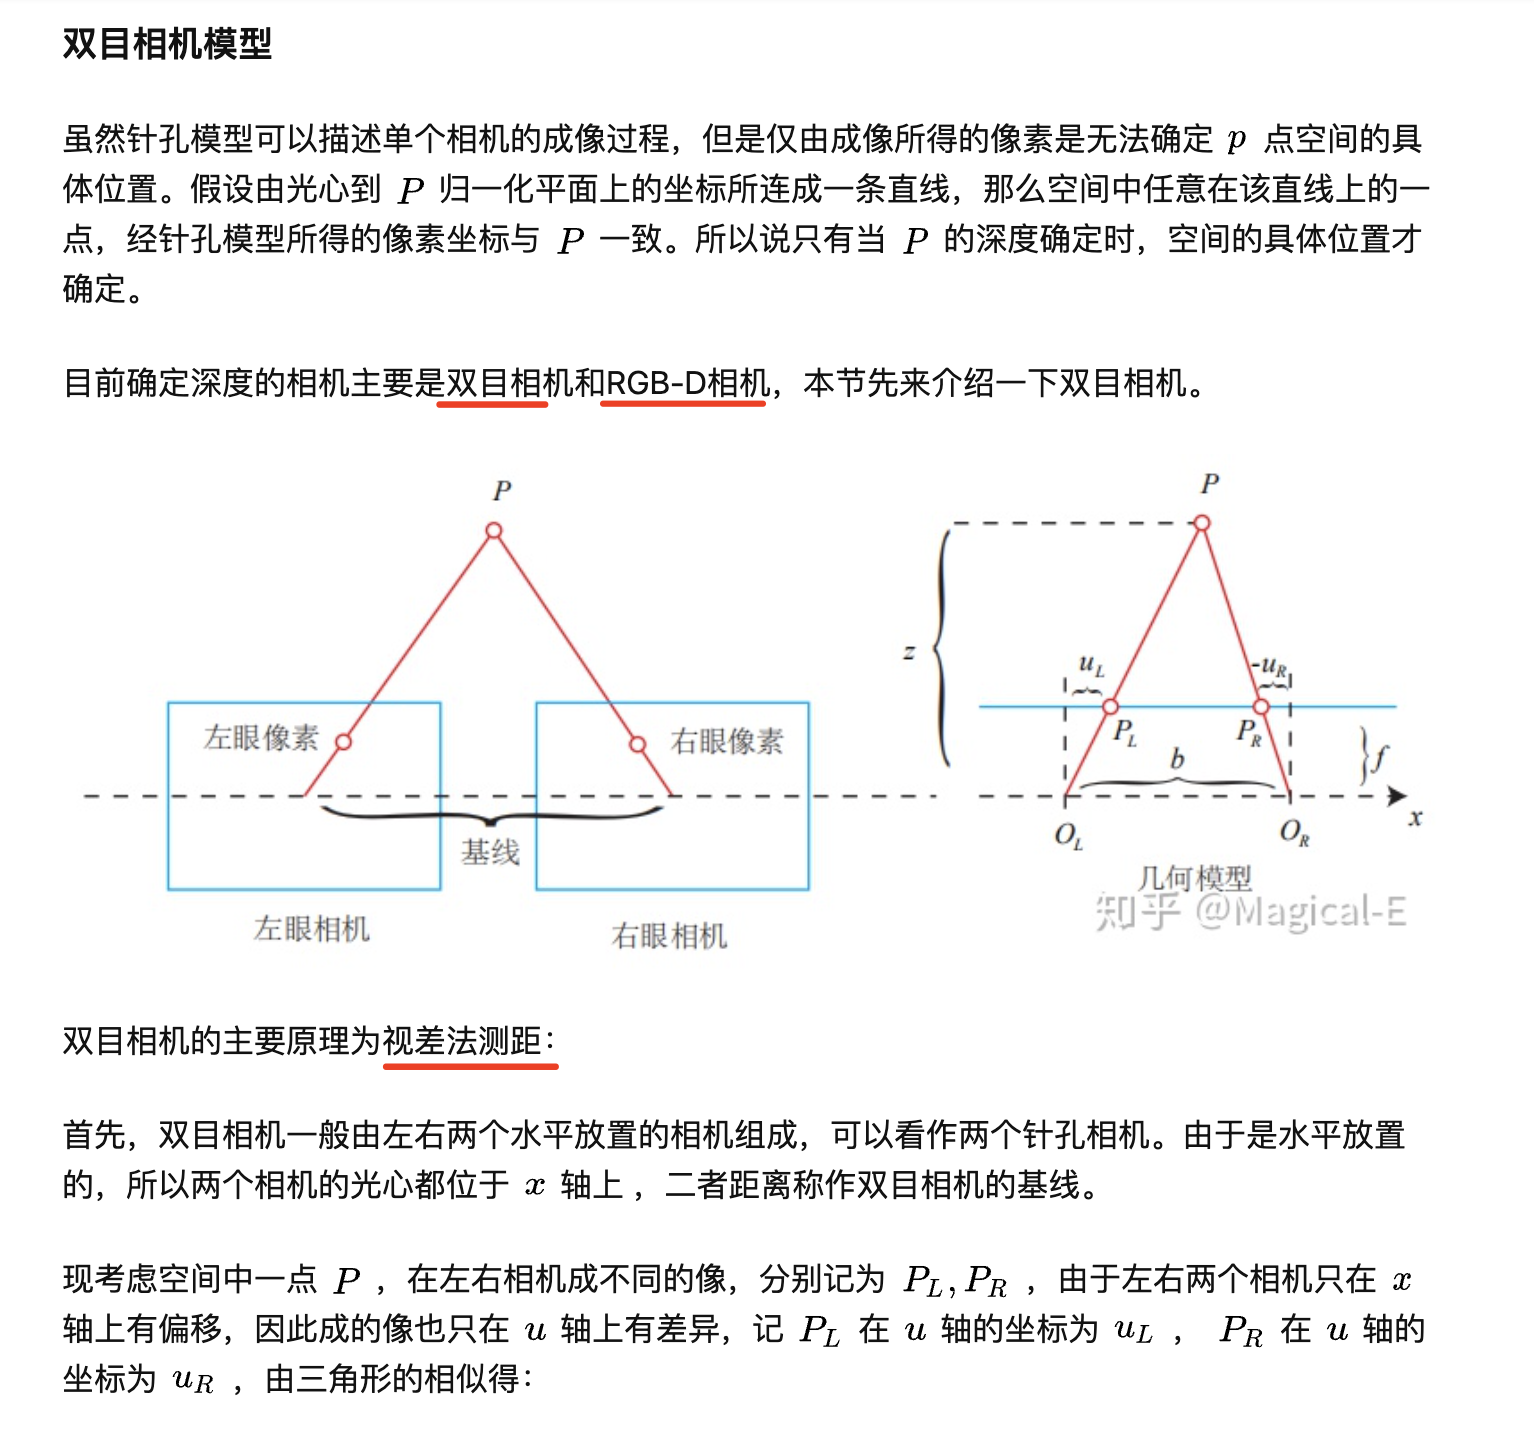 双目相机模型
虽然针孔模型可以描述单个相机的成像过程，但是仅由成像所得的像素是无法确定 p 点空间的具
体位置。假设由光心到 P 归一化平面上的坐标所连成一条直线，那么空间中任意在该直线上的一
点，经针孔模型所得的像素坐标与 P 一致。所以说只有当 P 的深度确定时，空间的具体位置才
确定。
目前确定深度的相机主要是双目相机和RGB-D相机，本节先来介绍一下双目相机。
P
左眼像素
右眼像素
基线
左眼相机
右眼相机
P
z
u_L
-u_R
P_L
P_R
b
f
x
O_L
O_R
几何模型
知乎 @Magical-E
双目相机的主要原理为视差法测距：
首先，双目相机一般由左右两个水平放置的相机组成，可以看作两个针孔相机。由于是水平放置
的，所以两个相机的光心都位于 x 轴上 ，二者距离称作双目相机的基线。
现考虑空间中一点 P ，在左右相机成不同的像，分别记为 P_L, P_R ，由于左右两个相机只在 x
轴上有偏移，因此成的像也只在 u 轴上有差异，记 P_L 在 u 轴的坐标为 u_L ， P_R 在 u 轴的
坐标为 u_R ，由三角形的相似得：